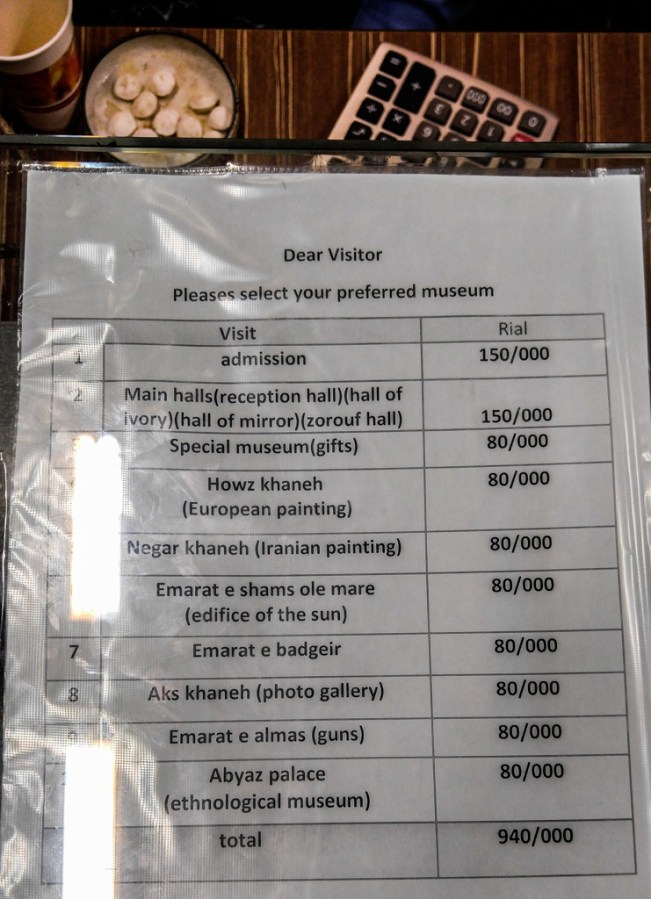 Dear Visitor
Pleases select your preferred museum
Visit Rial
1 admission 150/000
2 Main halls(reception hall)(hall of
ivory)(hall of mirror)(zorouf hall) 150/000
Special museum(gifts) 80/000
Howz khaneh 80/000
(European painting)
Negar khaneh (Iranian painting) 80/000
Emarat e shams ole mare 80/000
(edifice of the sun)
7 Emarat e badgeir 80/000
8 Aks khaneh (photo gallery) 80/000
9 Emarat e almas (guns) 80/000
Abyaz palace 80/000
(ethnological museum)
total 940/000